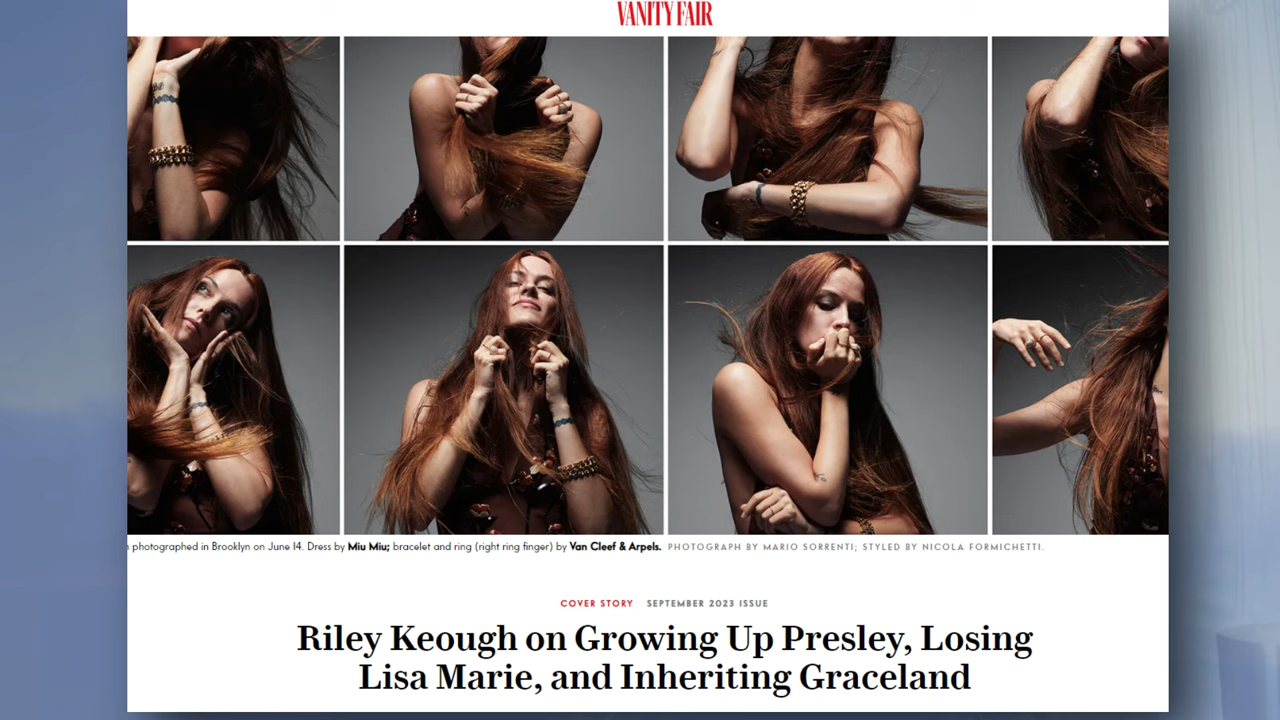 VANITY FAIR
photographed in Brooklyn on June 14. Dress by Miu Miu; bracelet and ring (right ring finger) by Van Cleef & Arpels. PHOTOGRAPH BY MARIO SORRENTI; STYLED BY NICOLA FORMICHETTI.
COVER STORY SEPTEMBER 2023 ISSUE
Riley Keough on Growing Up Presley, Losing
Lisa Marie, and Inheriting Graceland